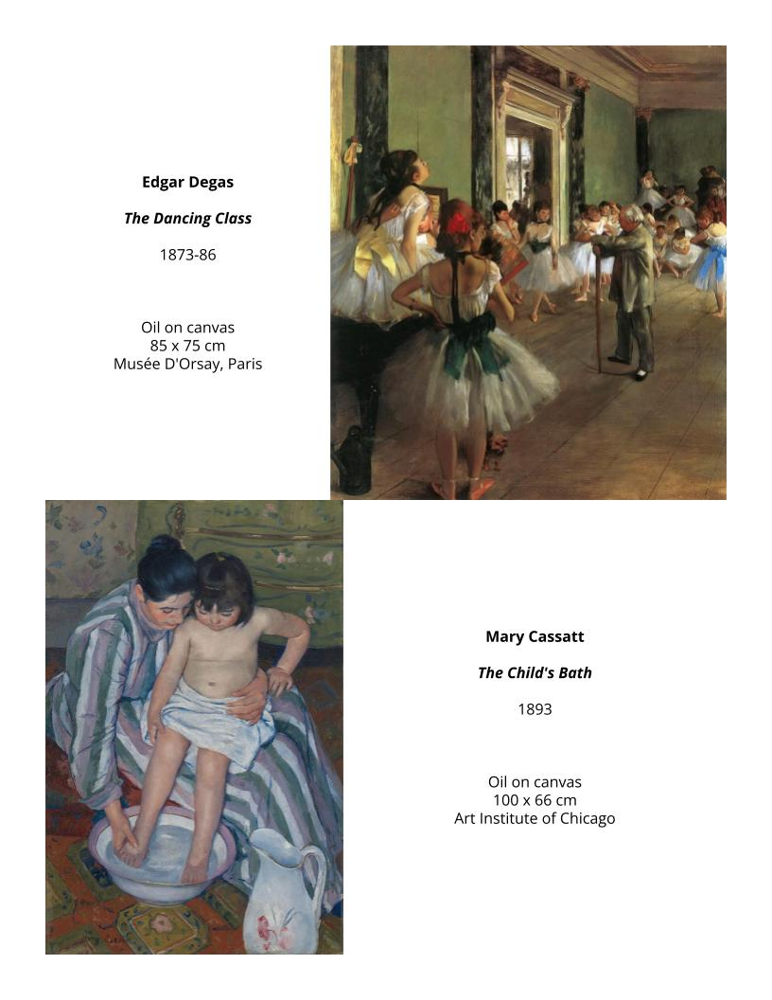 Edgar Degas
The Dancing Class
1873-86
Oil on canvas
85 x 75 cm
Musée D'Orsay, Paris
Mary Cassatt
The Child's Bath
1893
Oil on canvas
100 x 66 cm
Art Institute of Chicago